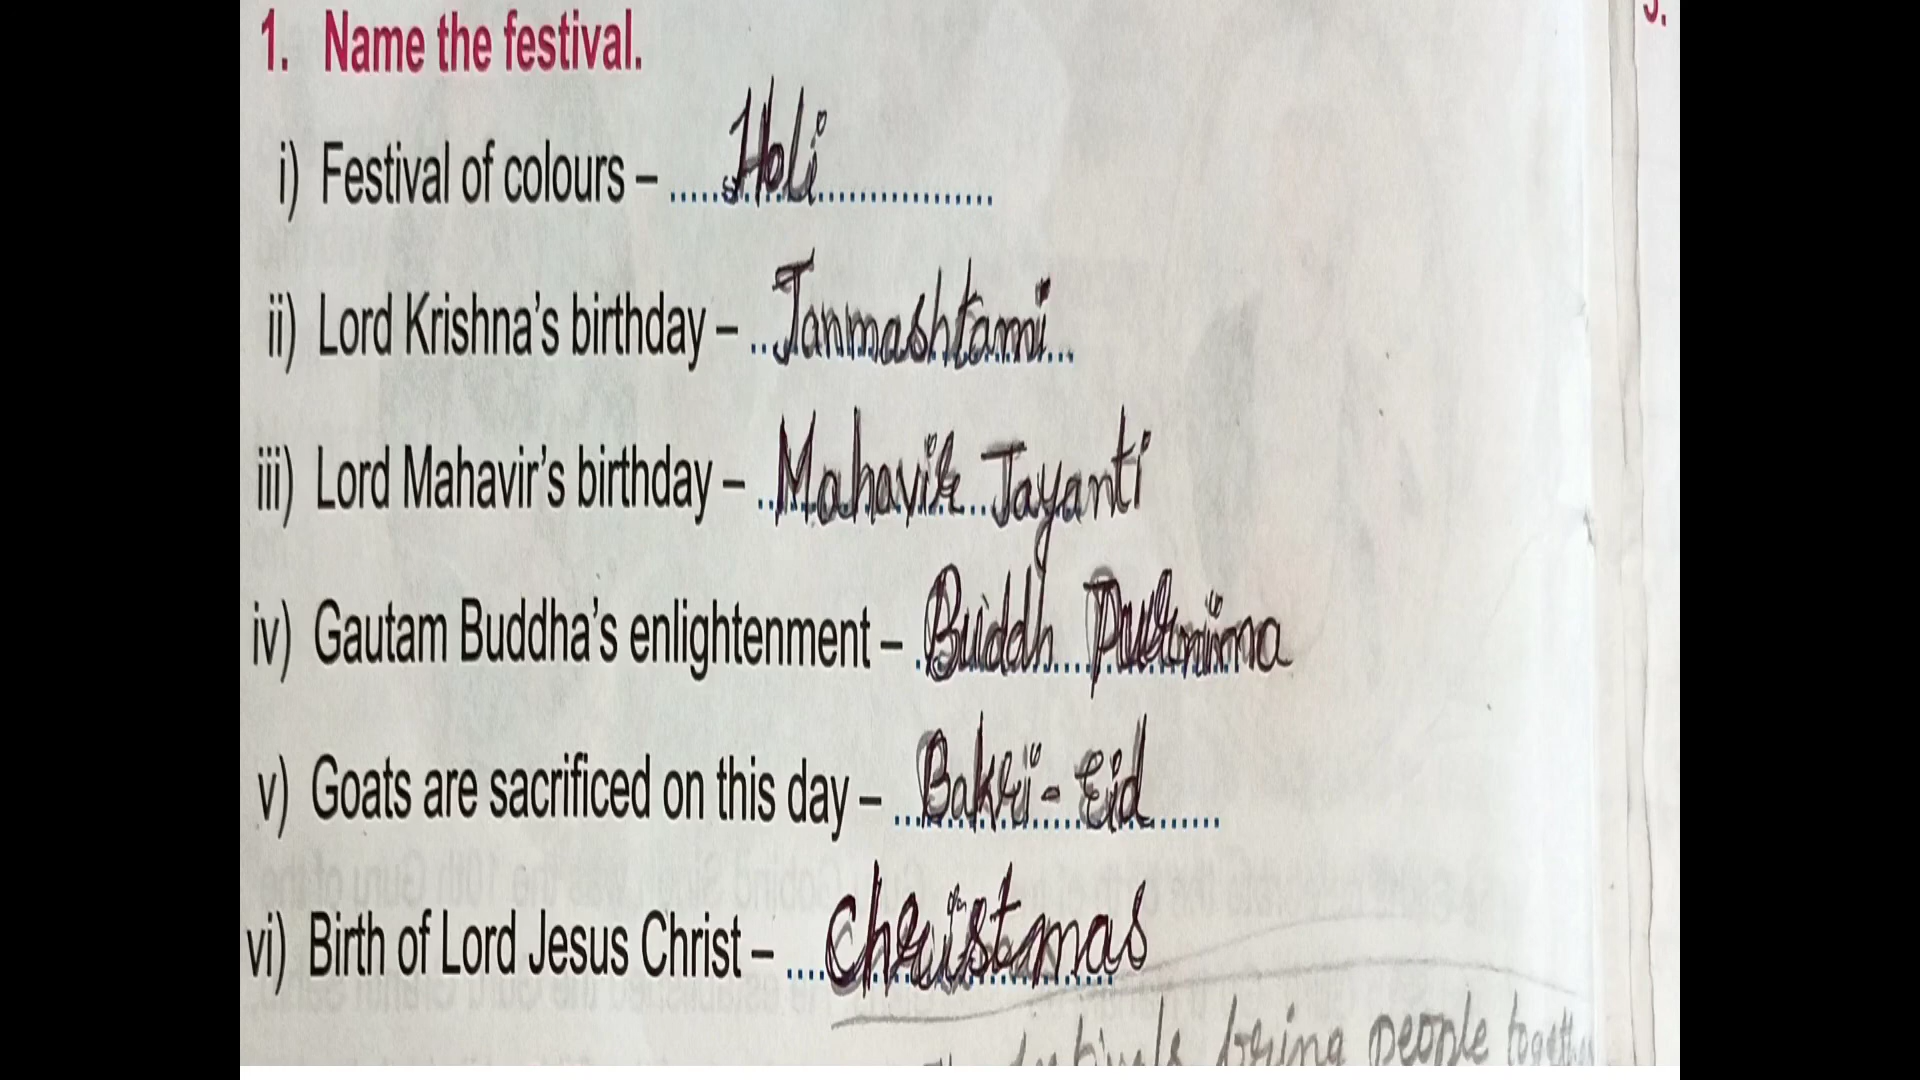 1. Name the festival.
i) Festival of colours – Holi
ii) Lord Krishna's birthday – Janmashtami
iii) Lord Mahavir's birthday – Mahavir Jayanti
iv) Gautam Buddha's enlightenment – Buddh Purnima
v) Goats are sacrificed on this day – Bakri-Eid
vi) Birth of Lord Jesus Christ – Christmas
festivals bring people together